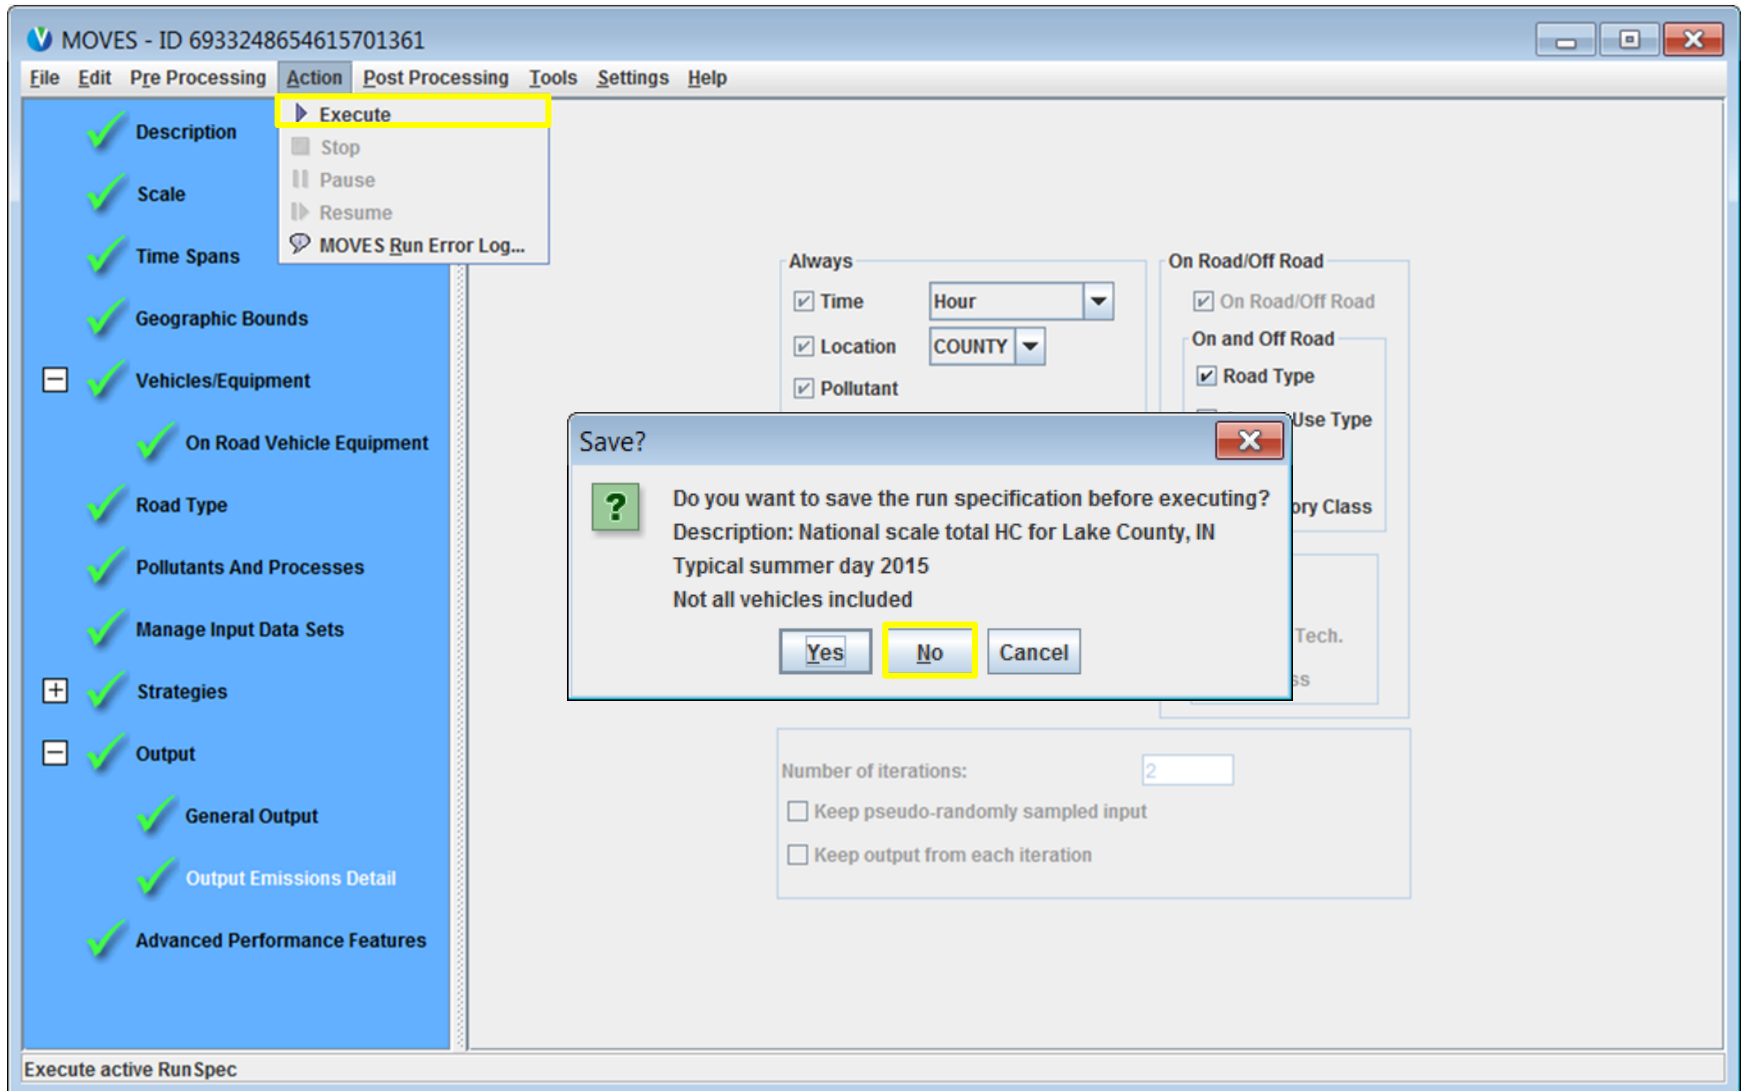 MOVES - ID 6933248654615701361
File Edit Pre Processing Action Post Processing Tools Settings Help
Execute
Stop
Pause
Resume
MOVES Run Error Log...
Description
Scale
Time Spans
Geographic Bounds
Vehicles/Equipment
On Road Vehicle Equipment
Road Type
Pollutants And Processes
Manage Input Data Sets
Strategies
Output
General Output
Output Emissions Detail
Advanced Performance Features
Always
Time Hour
Location COUNTY
Pollutant
On Road/Off Road
On Road/Off Road
On and Off Road
Road Type
Use Type
ory Class
Tech.
ss
Save?
Do you want to save the run specification before executing?
Description: National scale total HC for Lake County, IN
Typical summer day 2015
Not all vehicles included
Yes No Cancel
Number of iterations: 2
Keep pseudo-randomly sampled input
Keep output from each iteration
Execute active RunSpec